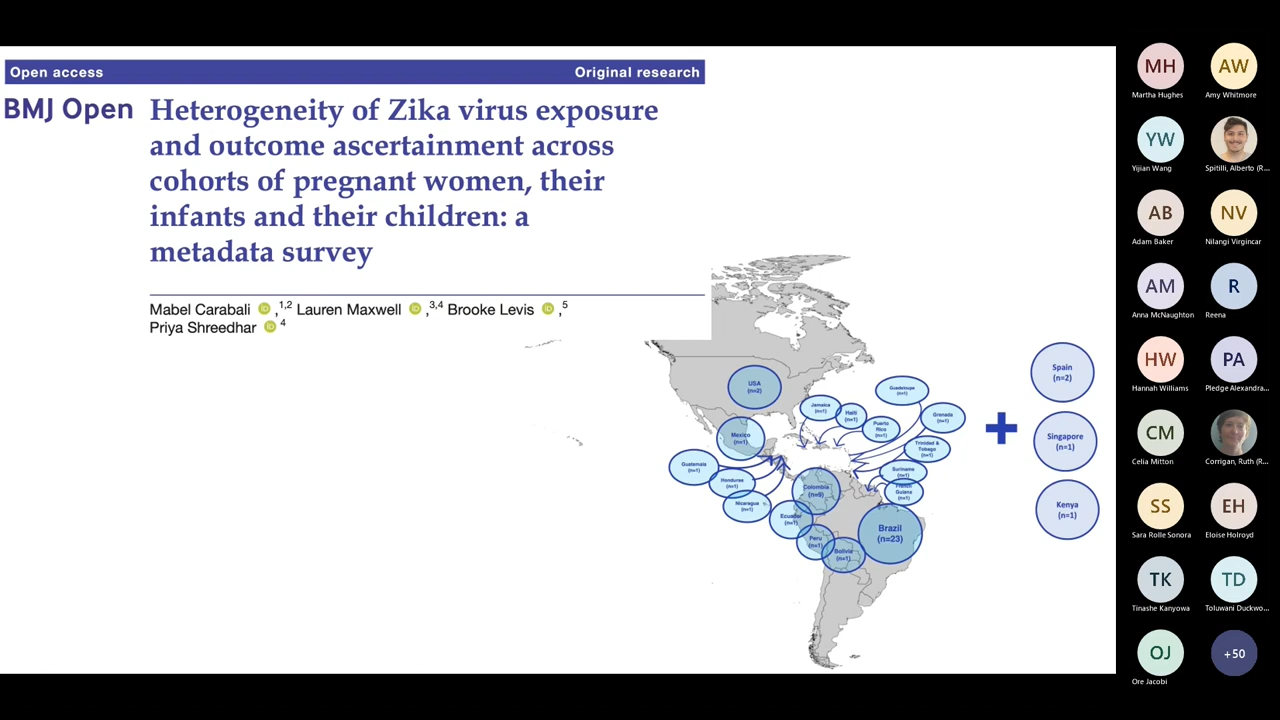 Open access
Original research
BMJ Open
Heterogeneity of Zika virus exposure
and outcome ascertainment across
cohorts of pregnant women, their
infants and their children: a
metadata survey
Mabel Carabali ,1,2 Lauren Maxwell ,3,4 Brooke Levis ,5
Priya Shreedhar 4
USA
(n=2)
Mexico
(n=1)
Guatemala
(n=1)
Honduras
(n=1)
Nicaragua
(n=1)
Jamaica
(n=1)
Haiti
(n=1)
Puerto
Rico
(n=1)
Guadeloupe
(n=1)
Grenada
(n=1)
Trinidad &
Tobago
(n=1)
Suriname
(n=1)
French
Guiana
(n=1)
Colombia
(n=9)
Ecuador
(n=1)
Peru
(n=1)
Bolivia
(n=1)
Brazil
(n=23)
Spain
(n=2)
Singapore
(n=1)
Kenya
(n=1)
MH
Martha Hughes
AW
Amy Whitmore
YW
Yijian Wang
Spitilli, Alberto (R...
AB
Adam Baker
NV
Nilangi Virgincar
AM
Anna McNaughton
R
Reena
HW
Hannah Williams
PA
Pledge Alexandra...
CM
Celia Mitton
Corrigan, Ruth (R...
SS
Sara Rolle Sonora
EH
Eloise Holroyd
TK
Tinashe Kanyowa
TD
Toluwani Duckwo...
OJ
Ore Jacobi
+50